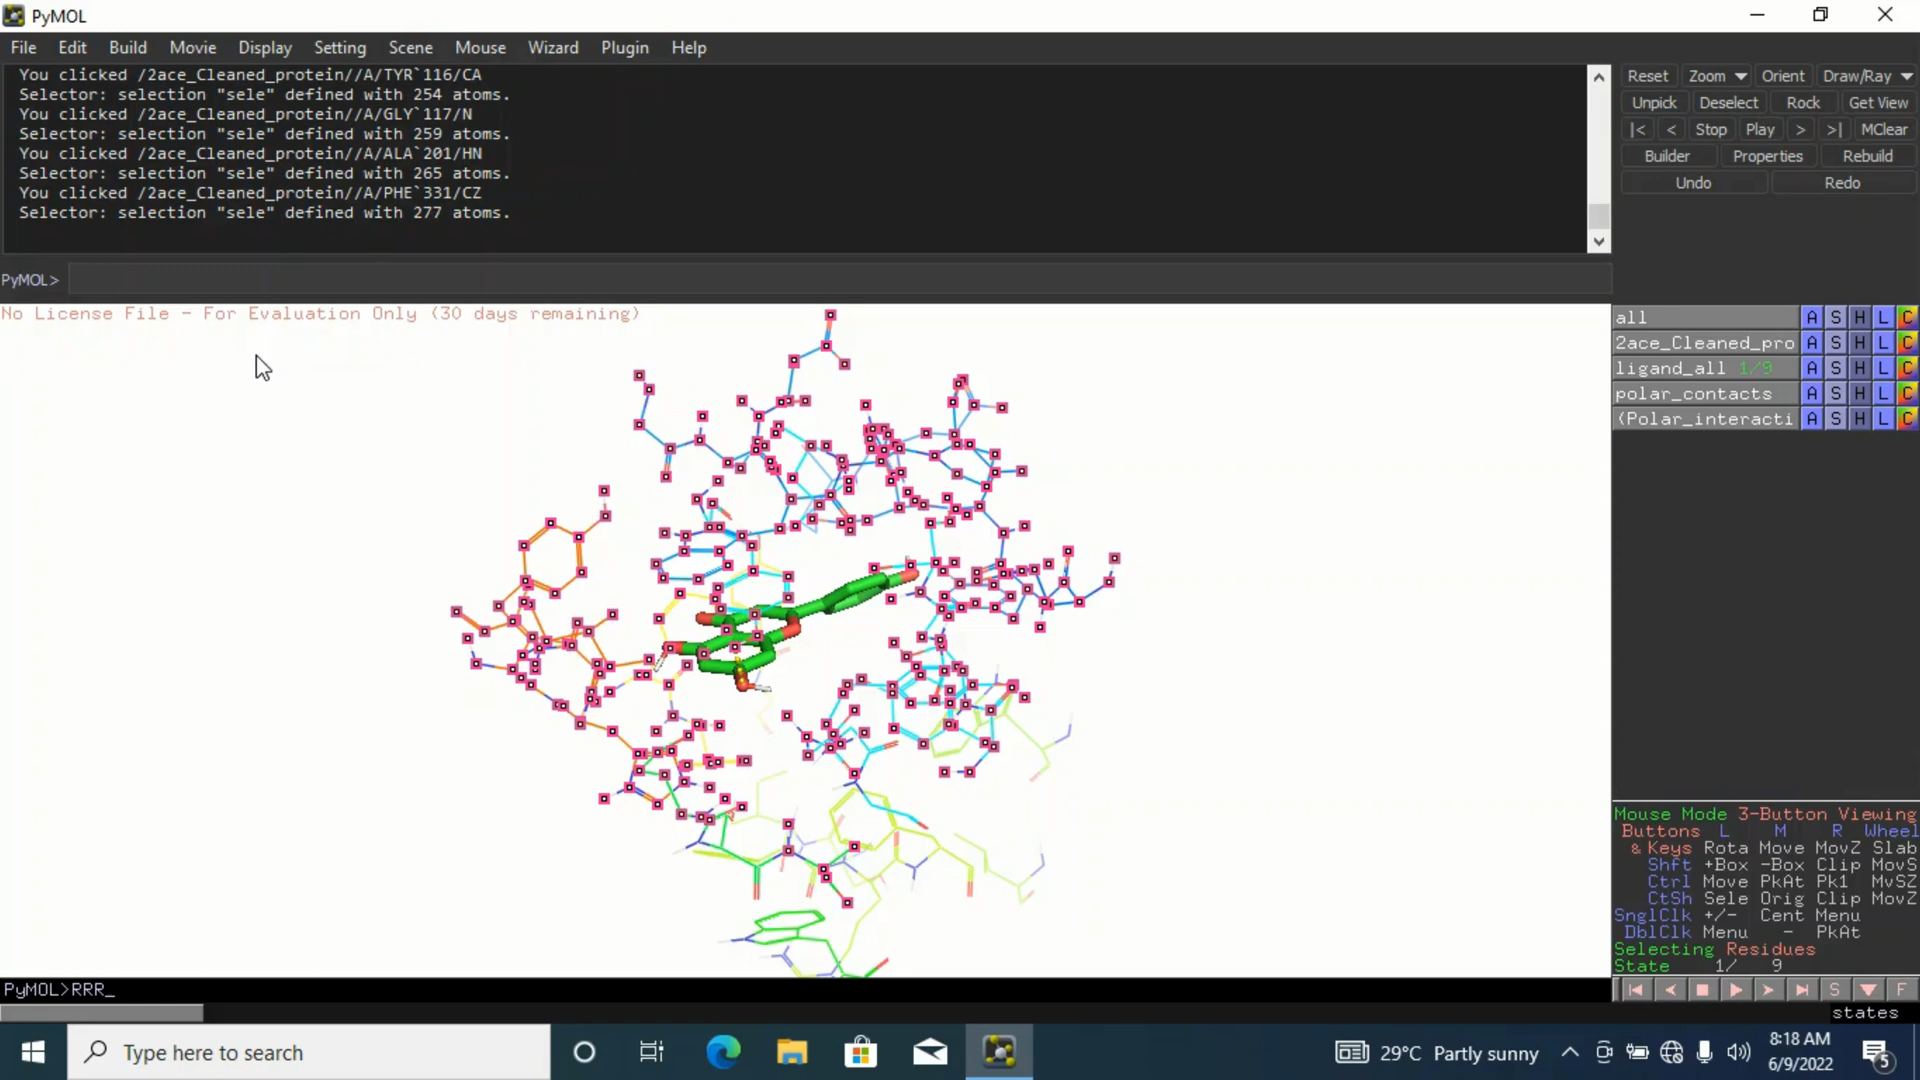 PyMOL
File Edit Build Movie Display Setting Scene Mouse Wizard Plugin Help
You clicked /2ace_Cleaned_protein//A/TYR`116/CA
Selector: selection "sele" defined with 254 atoms.
You clicked /2ace_Cleaned_protein//A/GLY`117/N
Selector: selection "sele" defined with 259 atoms.
You clicked /2ace_Cleaned_protein//A/ALA`201/HN
Selector: selection "sele" defined with 265 atoms.
You clicked /2ace_Cleaned_protein//A/PHE`331/CZ
Selector: selection "sele" defined with 277 atoms.
PyMOL>
Reset Zoom Orient Draw/Ray
Unpick Deselect Rock Get View
|< < Stop Play > >| MClear
Builder Properties Rebuild
Undo Redo
No License File - For Evaluation Only (30 days remaining)
all A S H L C
2ace_Cleaned_pro A S H L C
ligand_all 1/9 A S H L C
polar_contacts A S H L C
(Polar_interacti A S H L C
Mouse Mode 3-Button Viewing
Buttons L M R Wheel
& Keys Rota Move MovZ Slab
Shft +Box -Box Clip MovS
Ctrl Move PkAt Pk1 MvSZ
CtSh Sele Orig Clip MovZ
SnglClk +/- Cent Menu
DblClk Menu - PkAt
Selecting Residues
State 1/ 9
PyMOL>RRR_
S F
states
Type here to search
29°C Partly sunny
8:18 AM
6/9/2022
5